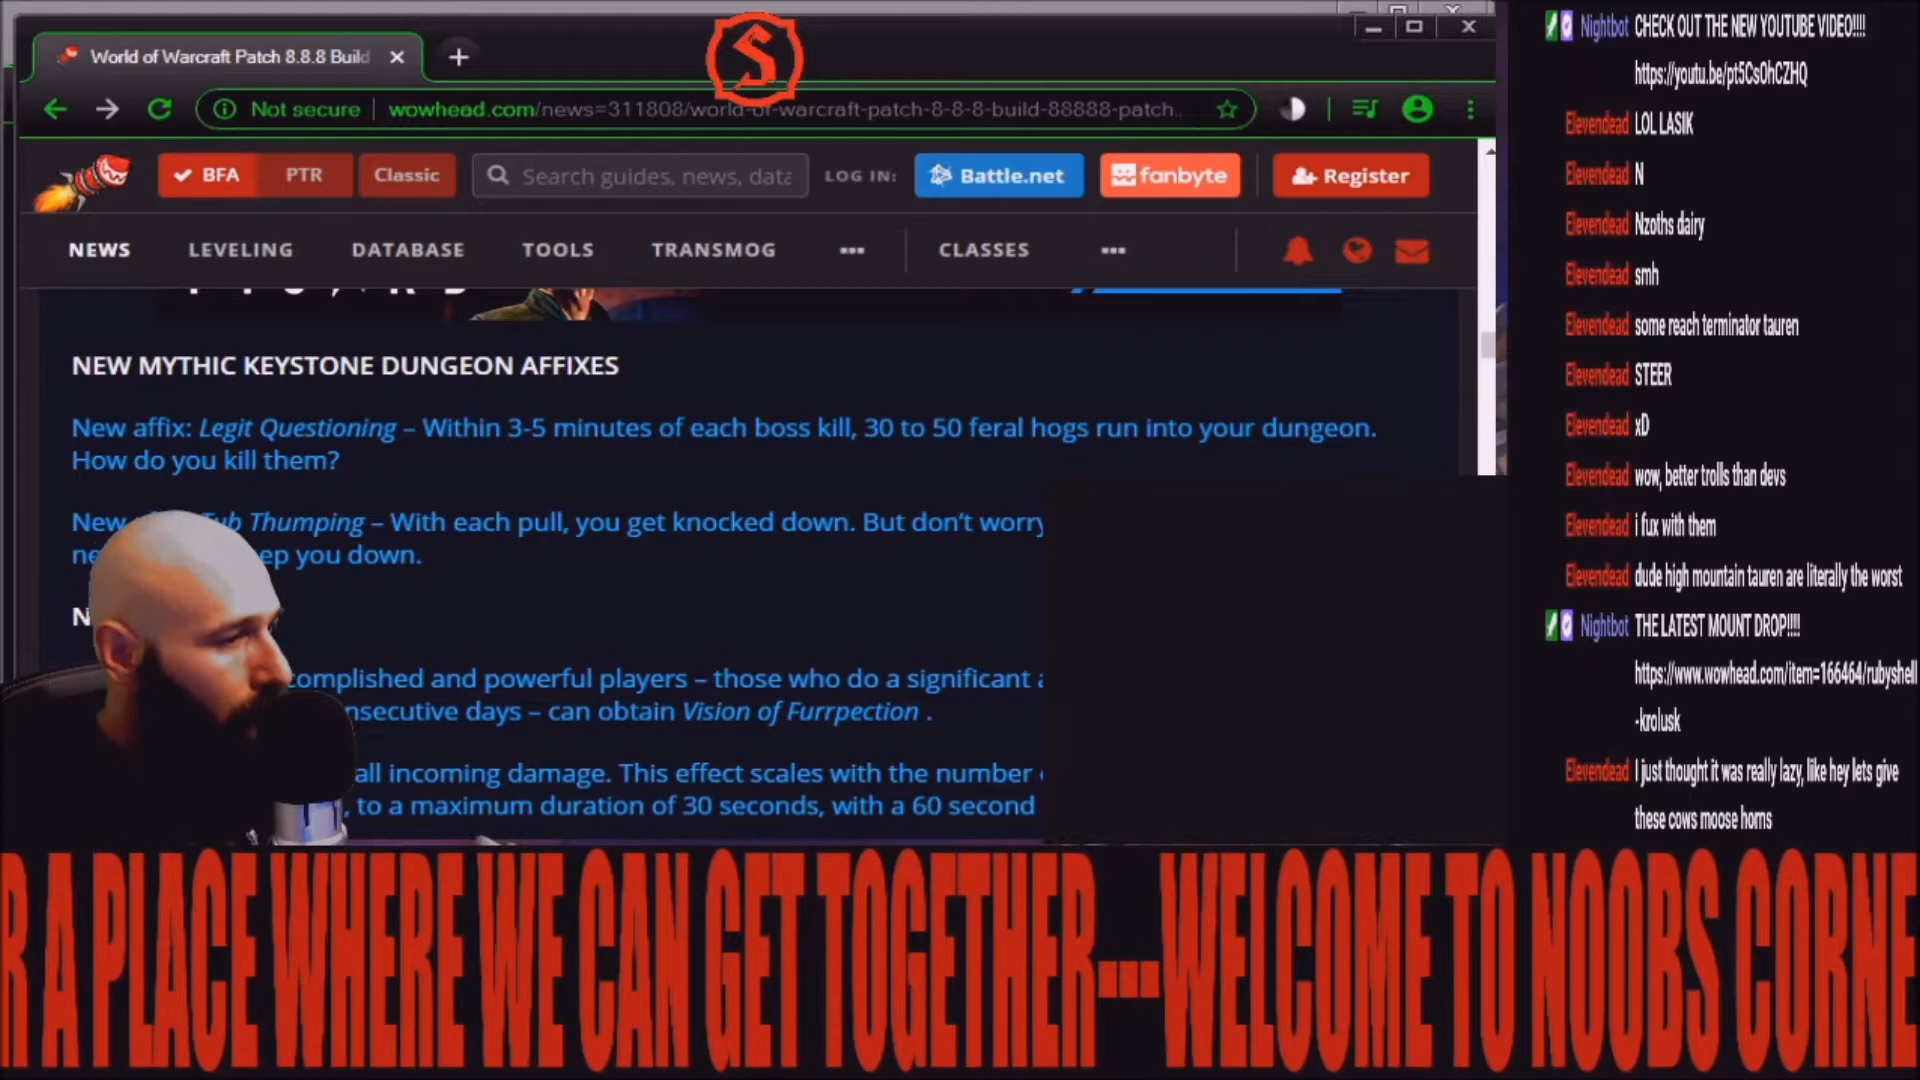 World of Warcraft Patch 8.8.8 Build
S
Not secure
wowhead.com/news=311808/world-of-warcraft-patch-8-8-8-build-88888-patch..
BFA
PTR
Classic
Search guides, news, data
LOG IN:
Battle.net
fanbyte
Register
NEWS
LEVELING
DATABASE
TOOLS
TRANSMOG
CLASSES
NEW MYTHIC KEYSTONE DUNGEON AFFIXES
New affix: Legit Questioning – Within 3-5 minutes of each boss kill, 30 to 50 feral hogs run into your dungeon.
How do you kill them?
New Tub Thumping – With each pull, you get knocked down. But don't worry
you down.
and powerful players – those who do a significant
days – can obtain Vision of Furrpection .
all incoming damage. This effect scales with the number
, to a maximum duration of 30 seconds, with a 60 second
Nightbot CHECK OUT THE NEW YOUTUBE VIDEO!!!!
https://youtu.be/pt5CsOhCZHQ
Elevendead LOL LASIK
Elevendead N
Elevendead Nzoths dairy
Elevendead smh
Elevendead some reach terminator tauren
Elevendead STEER
Elevendead xD
Elevendead wow, better trolls than devs
Elevendead i fux with them
Elevendead dude high mountain tauren are literally the worst
Nightbot THE LATEST MOUNT DROP!!!!
https://www.wowhead.com/item=166464/rubyshell
-krolusk
Elevendead I just thought it was really lazy, like hey lets give
these cows moose horns
R A PLACE WHERE WE CAN GET TOGETHER---WELCOME TO NOOBS CORNE